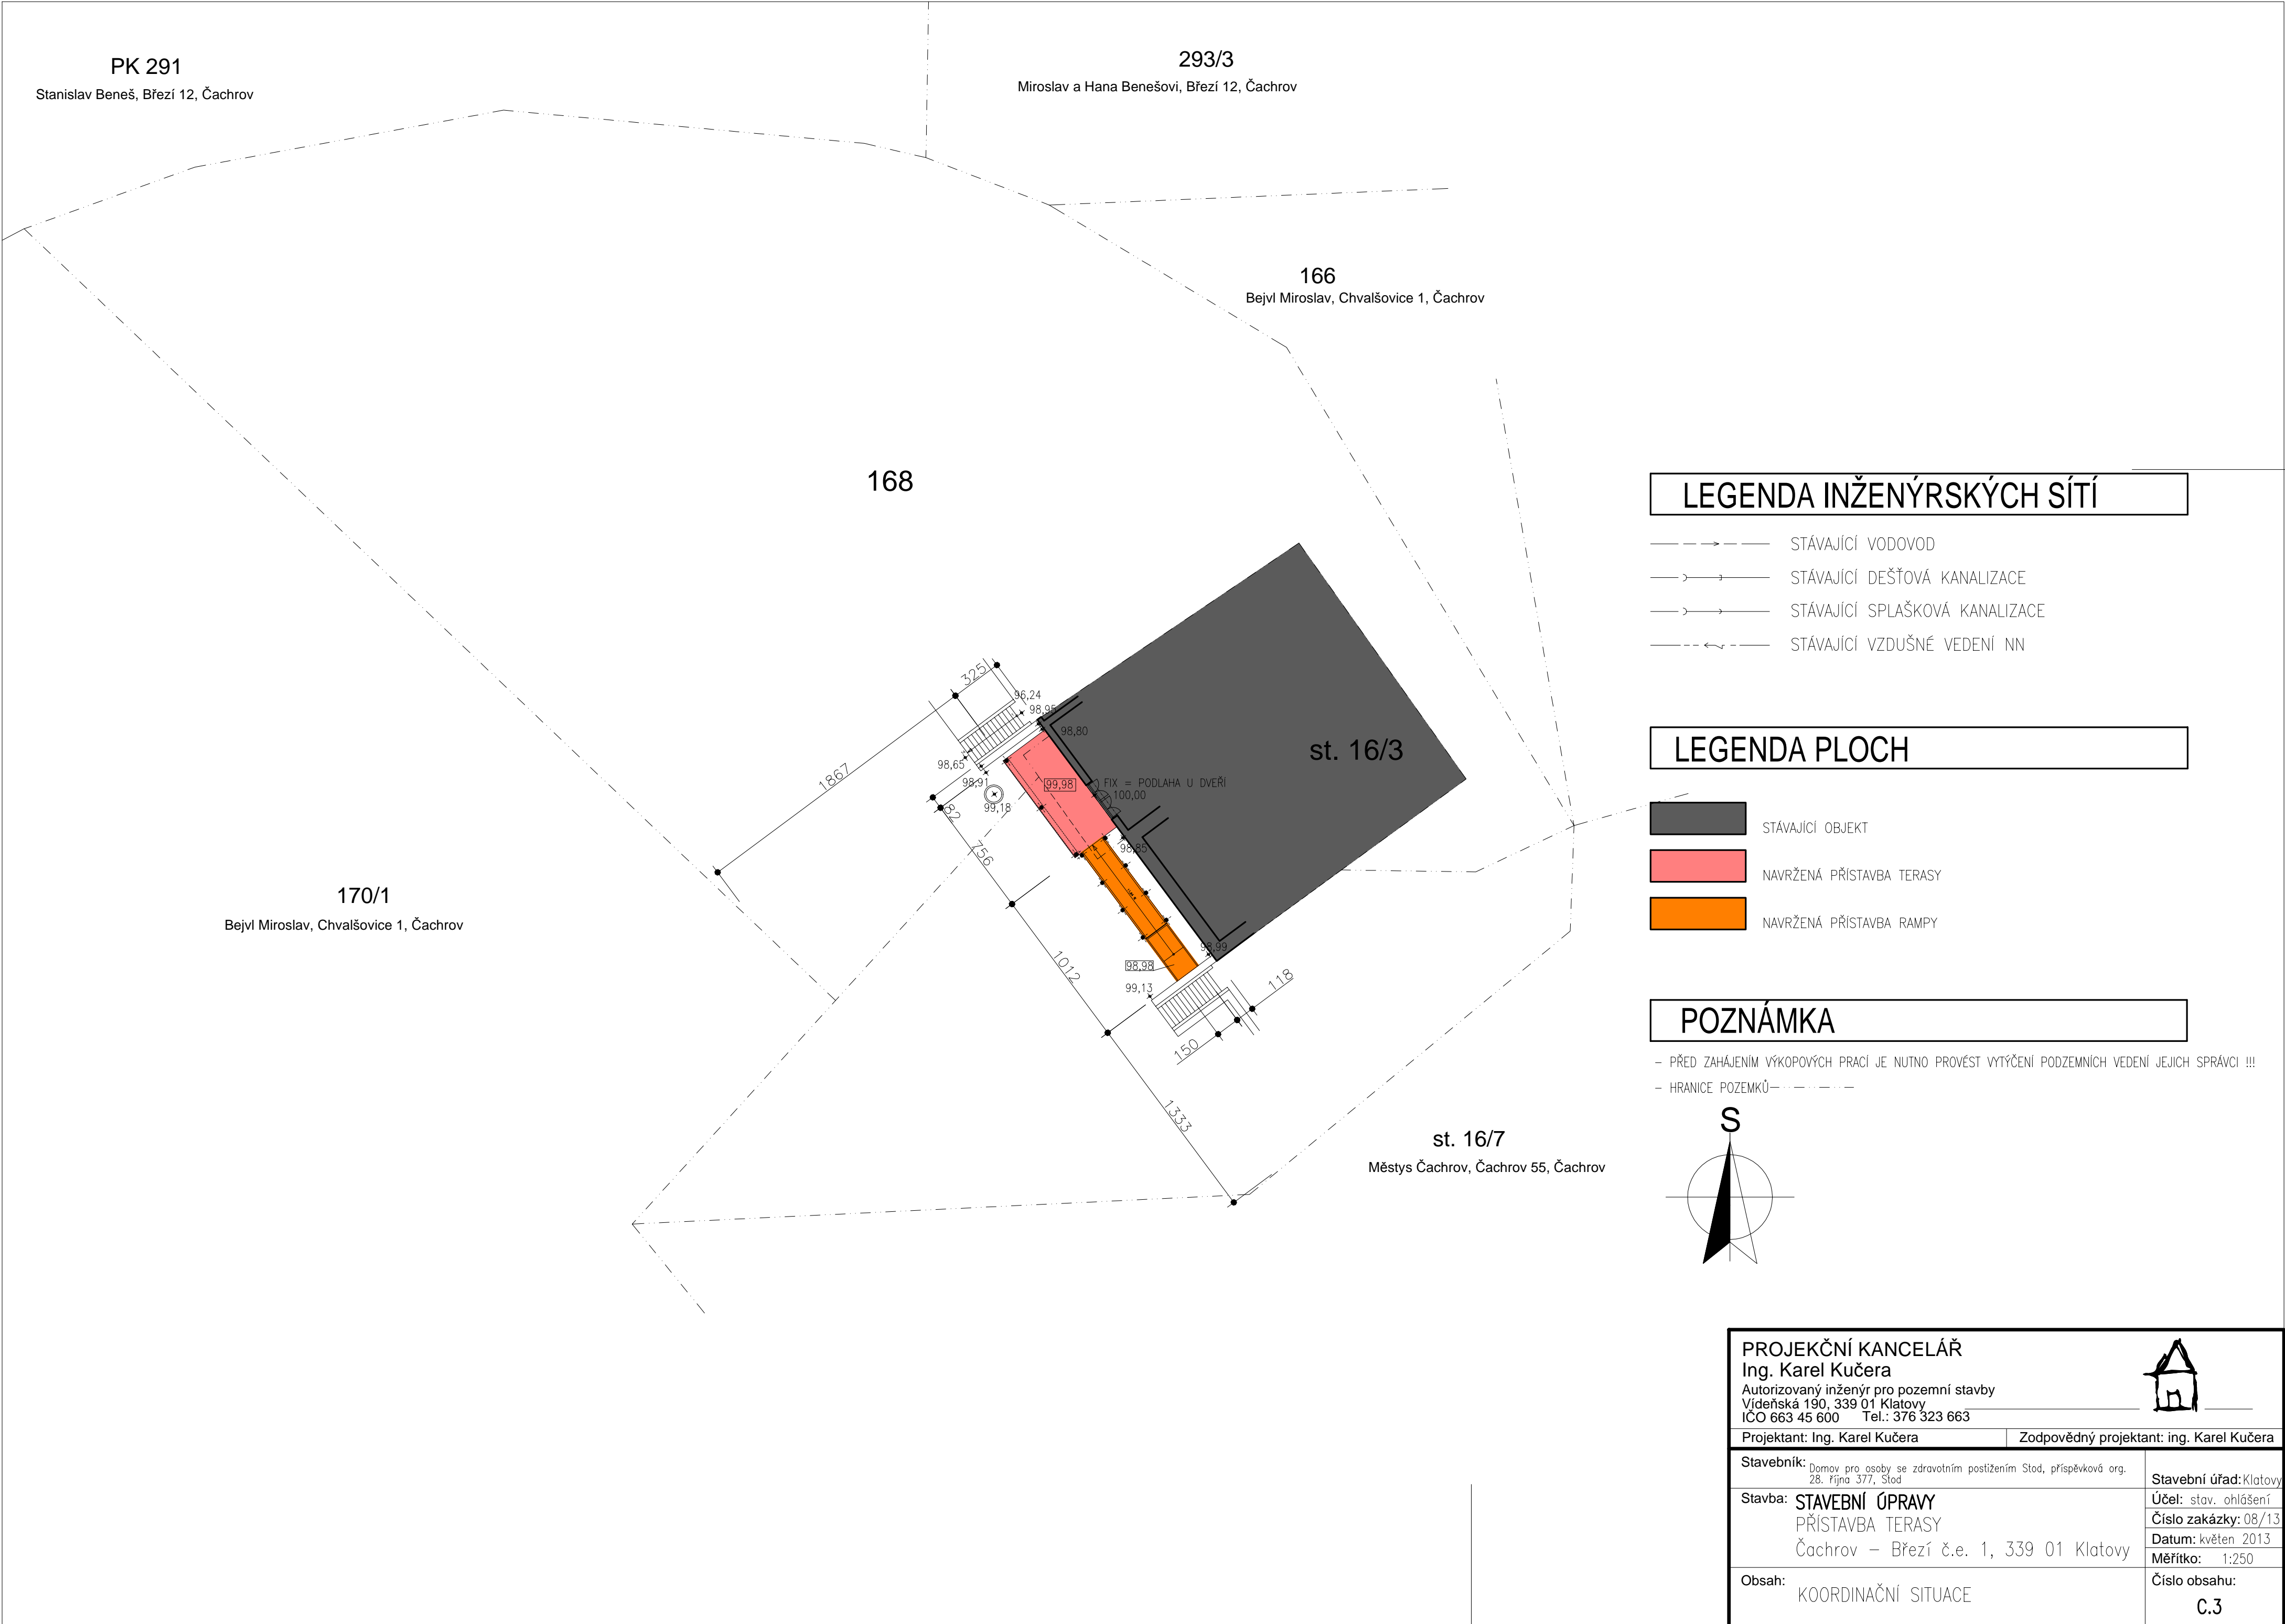 PK 291
Stanislav Beneš, Březí 12, Čachrov
293/3
Miroslav a Hana Benešovi, Březí 12, Čachrov
166
Bejvl Miroslav, Chvalšovice 1, Čachrov
168
st. 16/3
325
96,24
98,95
98,80
98,65
98,91
99,18
99,98
FIX = PODLAHA U DVEŘÍ
100,00
1867
82
756
98,85
1012
98,99
98,98
99,13
118
150
1333
170/1
Bejvl Miroslav, Chvalšovice 1, Čachrov
st. 16/7
Městys Čachrov, Čachrov 55, Čachrov
LEGENDA INŽENÝRSKÝCH SÍTÍ
STÁVAJÍCÍ VODOVOD
STÁVAJÍCÍ DEŠŤOVÁ KANALIZACE
STÁVAJÍCÍ SPLAŠKOVÁ KANALIZACE
STÁVAJÍCÍ VZDUŠNÉ VEDENÍ NN
LEGENDA PLOCH
STÁVAJÍCÍ OBJEKT
NAVRŽENÁ PŘÍSTAVBA TERASY
NAVRŽENÁ PŘÍSTAVBA RAMPY
POZNÁMKA
– PŘED ZAHÁJENÍM VÝKOPOVÝCH PRACÍ JE NUTNO PROVÉST VYTÝČENÍ PODZEMNÍCH VEDENÍ JEJICH SPRÁVCI !!!
– HRANICE POZEMKŮ
S
PROJEKČNÍ KANCELÁŘ
Ing. Karel Kučera
Autorizovaný inženýr pro pozemní stavby
Vídeňská 190, 339 01 Klatovy
IČO 663 45 600 Tel.: 376 323 663
Projektant: Ing. Karel Kučera
Zodpovědný projektant: ing. Karel Kučera
Stavebník: Domov pro osoby se zdravotním postižením Stod, příspěvková org.
28. října 377, Stod
Stavební úřad: Klatovy
Stavba: STAVEBNÍ ÚPRAVY
PŘÍSTAVBA TERASY
Čachrov – Březí č.e. 1, 339 01 Klatovy
Účel: stav. ohlášení
Číslo zakázky: 08/13
Datum: květen 2013
Měřítko: 1:250
Obsah: KOORDINAČNÍ SITUACE
Číslo obsahu:
C.3